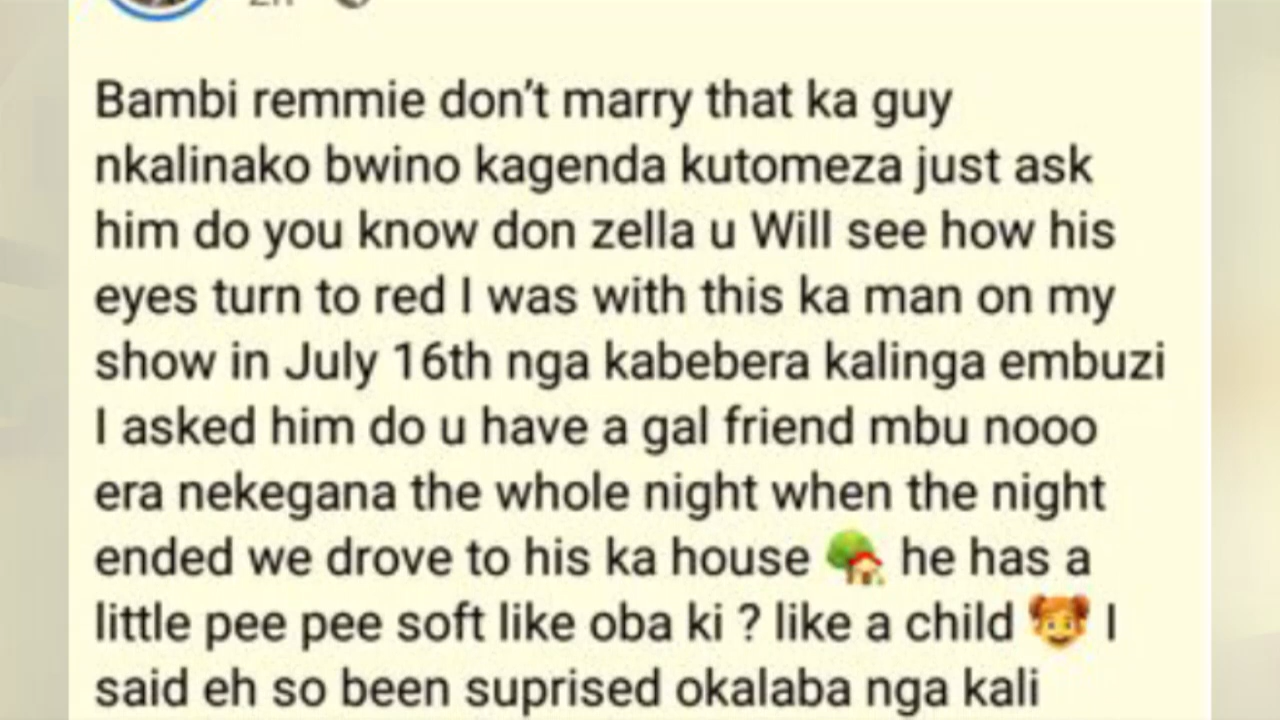 Bambi remmie don't marry that ka guy
nkalinako bwino kagenda kutomeza just ask
him do you know don zella u Will see how his
eyes turn to red I was with this ka man on my
show in July 16th nga kabebera kalinga embuzi
I asked him do u have a gal friend mbu nooo
era nekegana the whole night when the night
ended we drove to his ka house 🏡 he has a
little pee pee soft like oba ki ? like a child 👧 I
said eh so been suprised okalaba nga kali